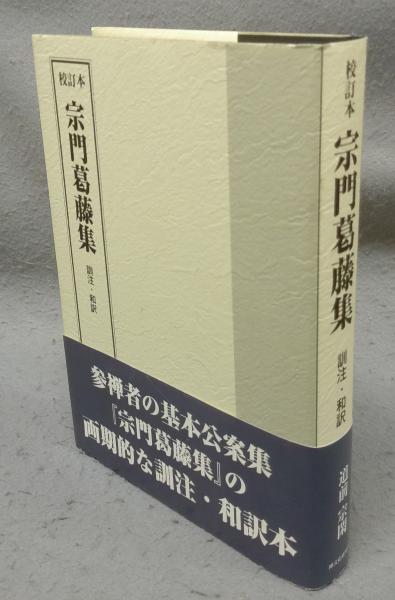 校訂本
宗門葛藤集
訓注・和訳
参禅者の基本公案集
『宗門葛藤集』の
画期的な訓注・和訳本
校訂本
宗門葛藤集
訓注・和訳
道前宗閑